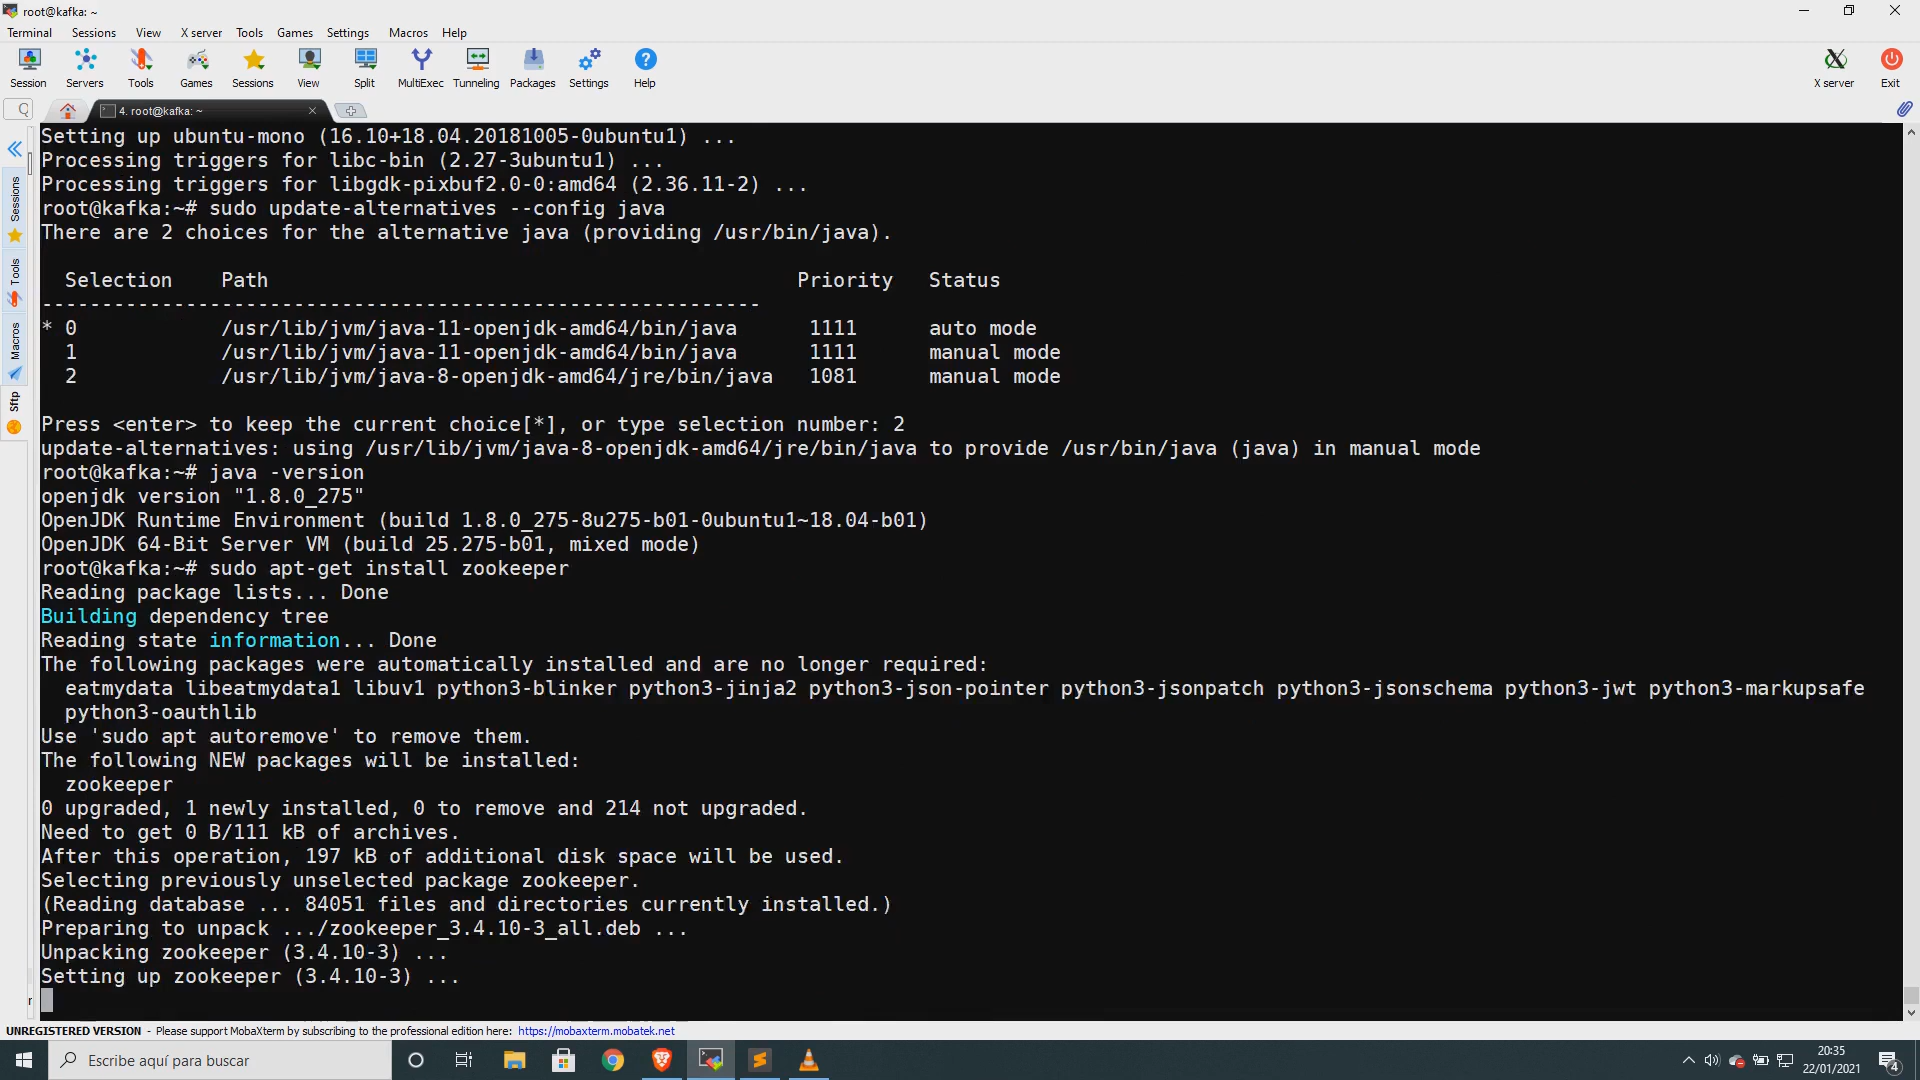 root@kafka: ~
Terminal Sessions View X server Tools Games Settings Macros Help
Session Servers Tools Games Sessions View Split MultiExec Tunneling Packages Settings Help X server Exit
4. root@kafka: ~
Sessions
Tools
Macros
Sftp
Setting up ubuntu-mono (16.10+18.04.20181005-0ubuntu1) ...
Processing triggers for libc-bin (2.27-3ubuntu1) ...
Processing triggers for libgdk-pixbuf2.0-0:amd64 (2.36.11-2) ...
root@kafka:~# sudo update-alternatives --config java
There are 2 choices for the alternative java (providing /usr/bin/java).
Selection Path Priority Status
------------------------------------------------------------
* 0 /usr/lib/jvm/java-11-openjdk-amd64/bin/java 1111 auto mode
1 /usr/lib/jvm/java-11-openjdk-amd64/bin/java 1111 manual mode
2 /usr/lib/jvm/java-8-openjdk-amd64/jre/bin/java 1081 manual mode
Press <enter> to keep the current choice[*], or type selection number: 2
update-alternatives: using /usr/lib/jvm/java-8-openjdk-amd64/jre/bin/java to provide /usr/bin/java (java) in manual mode
root@kafka:~# java -version
openjdk version "1.8.0_275"
OpenJDK Runtime Environment (build 1.8.0_275-8u275-b01-0ubuntu1~18.04-b01)
OpenJDK 64-Bit Server VM (build 25.275-b01, mixed mode)
root@kafka:~# sudo apt-get install zookeeper
Reading package lists... Done
Building dependency tree
Reading state information... Done
The following packages were automatically installed and are no longer required:
eatmydata libeatmydata1 libuv1 python3-blinker python3-jinja2 python3-json-pointer python3-jsonpatch python3-jsonschema python3-jwt python3-markupsafe
python3-oauthlib
Use 'sudo apt autoremove' to remove them.
The following NEW packages will be installed:
zookeeper
0 upgraded, 1 newly installed, 0 to remove and 214 not upgraded.
Need to get 0 B/111 kB of archives.
After this operation, 197 kB of additional disk space will be used.
Selecting previously unselected package zookeeper.
(Reading database ... 84051 files and directories currently installed.)
Preparing to unpack .../zookeeper_3.4.10-3_all.deb ...
Unpacking zookeeper (3.4.10-3) ...
Setting up zookeeper (3.4.10-3) ...
UNREGISTERED VERSION - Please support MobaXterm by subscribing to the professional edition here: https://mobaxterm.mobatek.net
Escribe aquí para buscar
20:35
22/01/2021
4